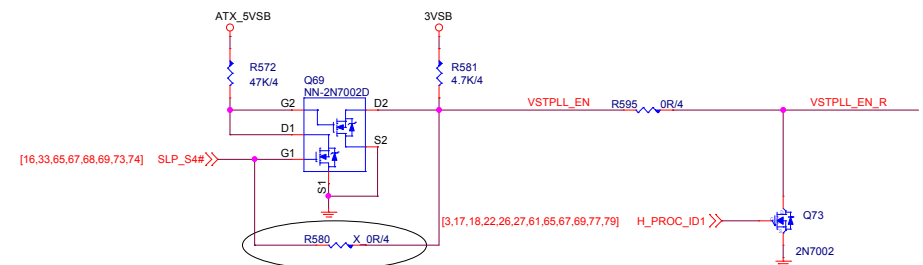 ATX_5VSB
3VSB
R572
47K/4
R581
4.7K/4
Q69
NN-2N7002D
G2
D2
VSTPLL_EN
R595
0R/4
VSTPLL_EN_R
D1
S2
[16,33,65,67,68,69,73,74]
SLP_S4#
G1
S1
[3,17,18,22,26,27,61,65,67,69,77,79]
H_PROC_ID1
Q73
R580
X_0R/4
2N7002